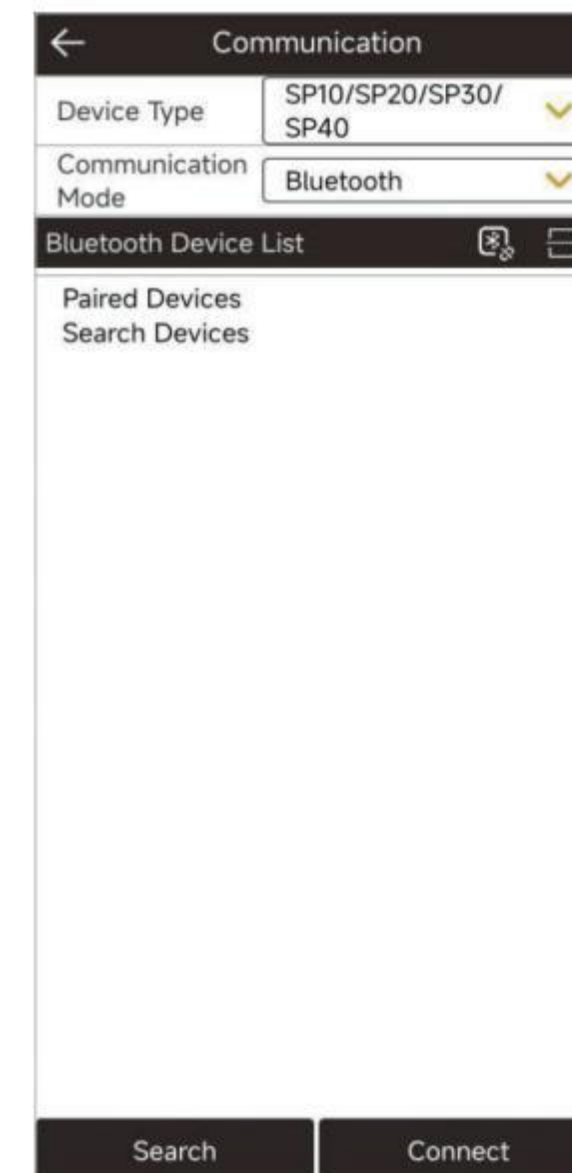 Communication
Device Type
SP10/SP20/SP30/
SP40
Communication
Mode
Bluetooth
Bluetooth Device List
Paired Devices
Search Devices
Search
Connect